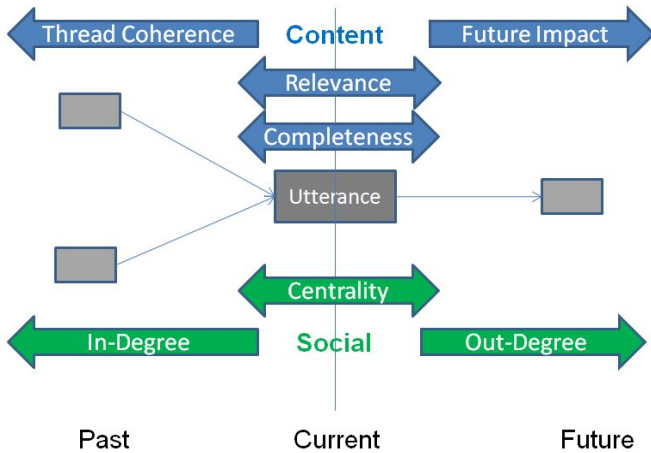 Thread Coherence
Content
Future Impact
Relevance
Completeness
Utterance
Centrality
In-Degree
Social
Out-Degree
Past
Current
Future